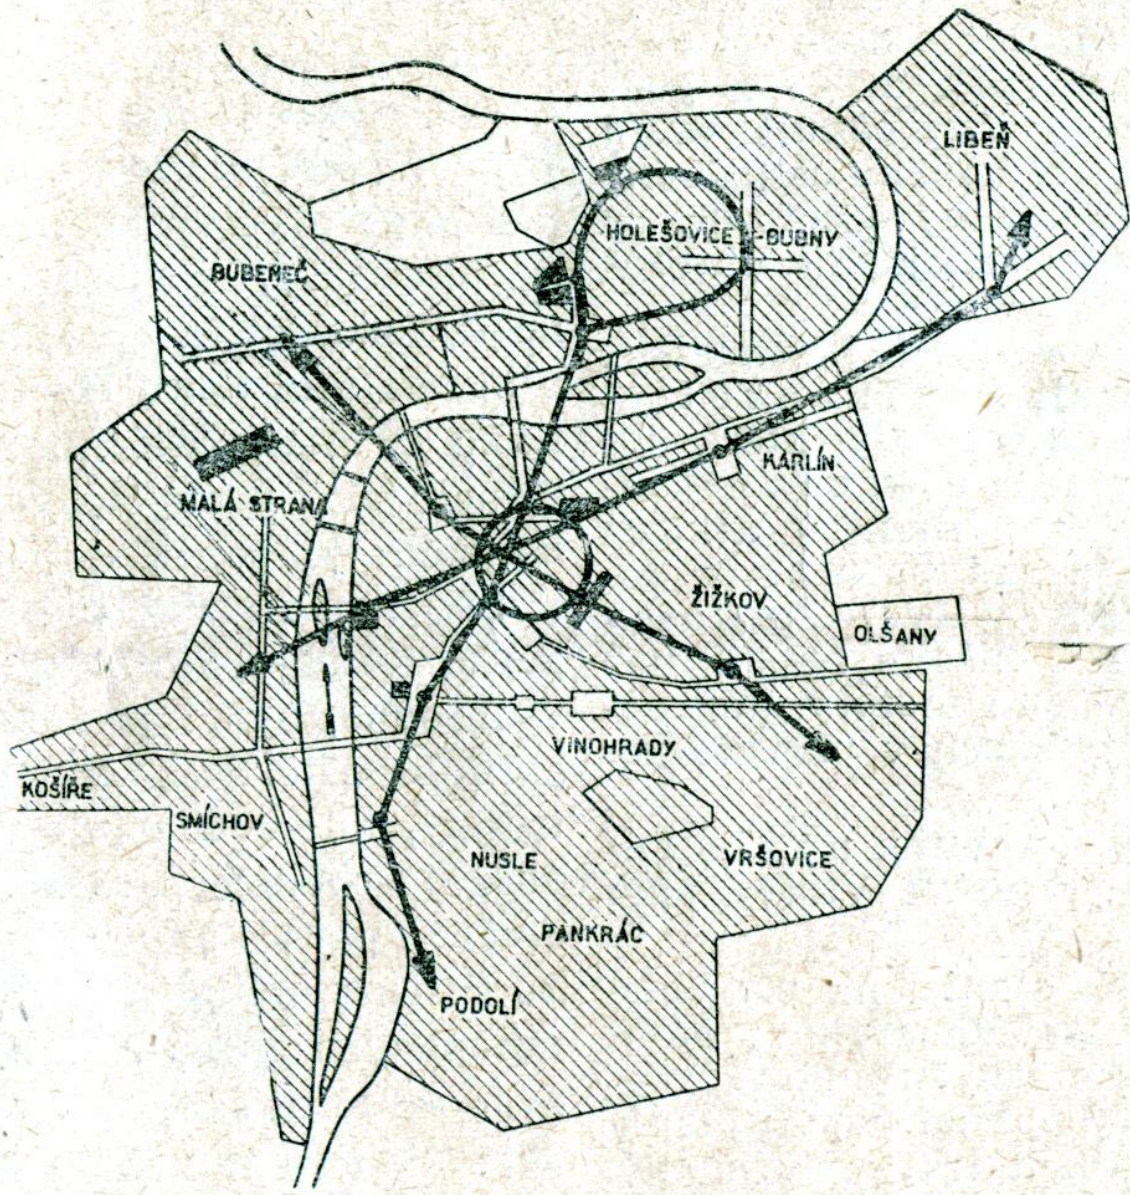 LIBEŇ
HOLEŠOVICE-BUBNY
BUBENEČ
KARLÍN
MALÁ STRANA
ŽIŽKOV
OLŠANY
VINOHRADY
KOŠÍŘE
SMÍCHOV
NUSLE
VRŠOVICE
PANKRÁC
PODOLÍ